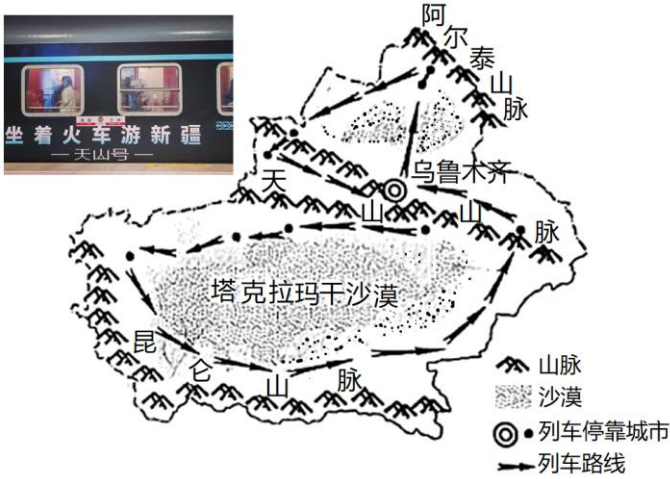 坐着火车游新疆
—天山号—
阿尔泰山脉
乌鲁木齐
天山山脉
塔克拉玛干沙漠
昆仑山脉
山脉
沙漠
列车停靠城市
列车路线